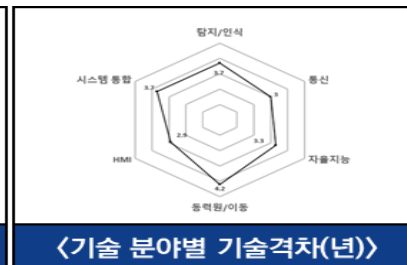 탐지/인식
3.7
시스템 통합
3.7
통신
3
HMI
2.9
3.3
자율지능
4.2
동력원/이동
<기술 분야별 기술격차(년)>